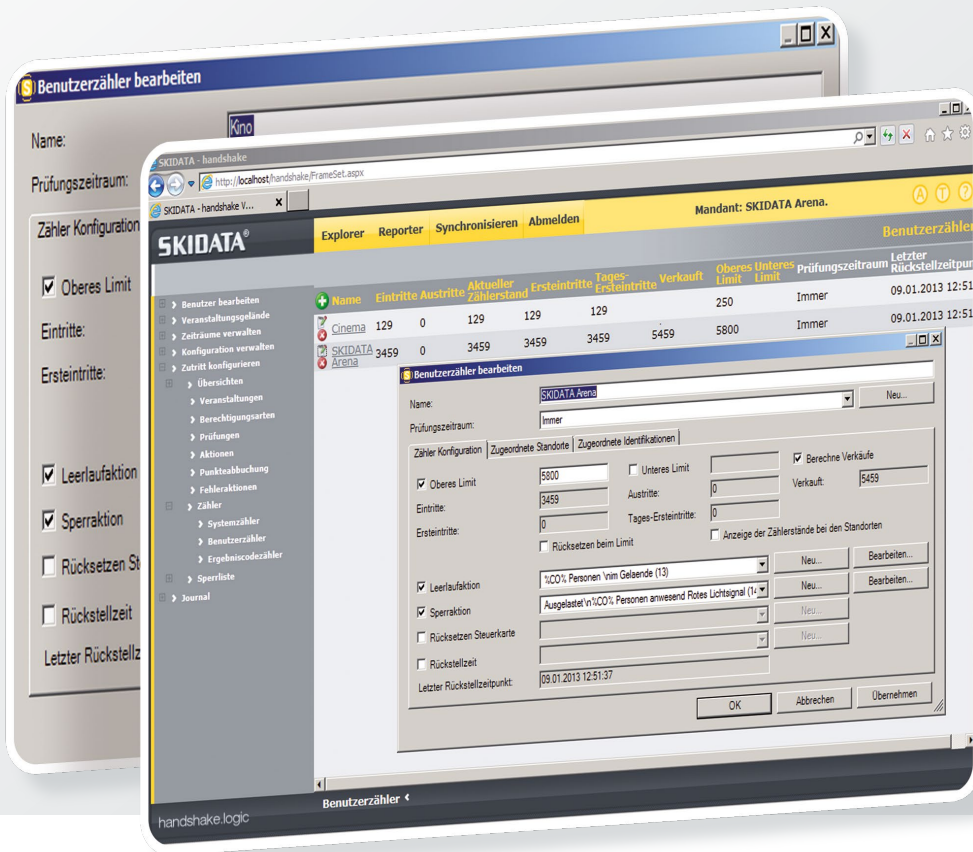 Benutzerzähler bearbeiten
Name:
Kino
Prüfungszeitraum:
Zähler Konfiguration
Oberes Limit
Eintritte:
Ersteintritte:
Leerlaufaktion
Sperraktion
Rücksetzen St
Rückstellzeit
Letzter Rückstellz
SKIDATA - handshake
http://localhost/handshake/FrameSet.aspx
SKIDATA - handshake V... X
SKIDATA®
Explorer Reporter Synchronisieren Abmelden
Mandant: SKIDATA Arena.
A T ?
Benutzerzähler
Benutzer bearbeiten
Veranstaltungsgelände
Zeiträume verwalten
Konfiguration verwalten
Zutritt konfigurieren
Übersichten
Veranstaltungen
Berechtigungsarten
Prüfungen
Aktionen
Punkteabbuchung
Fehleraktionen
Zähler
Systemzähler
Benutzerzähler
Ergebniscodezähler
Sperrliste
Journal
Name Eintritte Austritte Aktueller Zählerstand Ersteintritte Tages-Ersteintritte Verkauft Oberes Limit Unteres Limit Prüfungszeitraum Letzter Rückstellzeitpun
Cinema 129 0 129 129 129 250 Immer 09.01.2013 12:51
SKIDATA Arena 3459 0 3459 3459 3459 5459 5800 Immer 09.01.2013 12:51
Benutzerzähler bearbeiten
Name: SKIDATA Arena
Prüfungszeitraum: Immer Neu...
Zähler Konfiguration Zugeordnete Standorte Zugeordnete Identifikationen
Oberes Limit 5800 Unteres Limit Berechne Verkäufe
Eintritte: 3459 Austritte: 0 Verkauft: 5459
Ersteintritte: 0 Tages-Ersteintritte: 0
Rücksetzen beim Limit Anzeige der Zählerstände bei den Standorten
Leerlaufaktion %CO% Personen \nim Gelaende (13) Neu... Bearbeiten...
Sperraktion Ausgelastet\n%CO% Personen anwesend Rotes Lichtsignal (14 Neu... Bearbeiten...
Rücksetzen Steuerkarte Neu...
Rückstellzeit Neu...
Letzter Rückstellzeitpunkt: 09.01.2013 12:51:37
OK Abbrechen Übernehmen
Benutzerzähler
handshake.logic